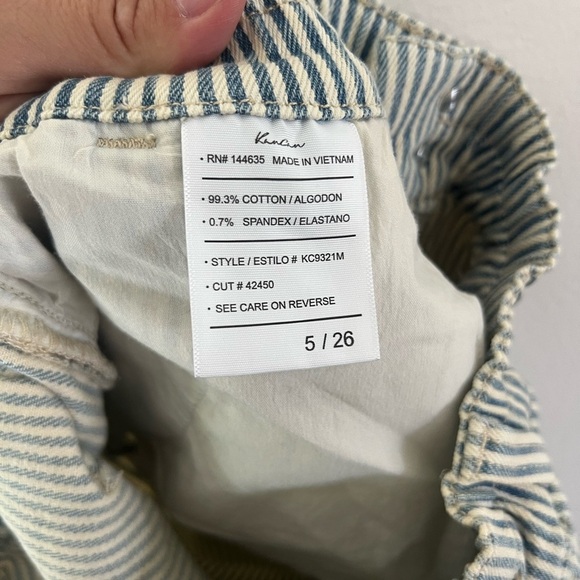 KanCan
• RN# 144635 MADE IN VIETNAM
• 99.3% COTTON / ALGODON
• 0.7% SPANDEX / ELASTANO
• STYLE / ESTILO # KC9321M
• CUT # 42450
• SEE CARE ON REVERSE
5 / 26